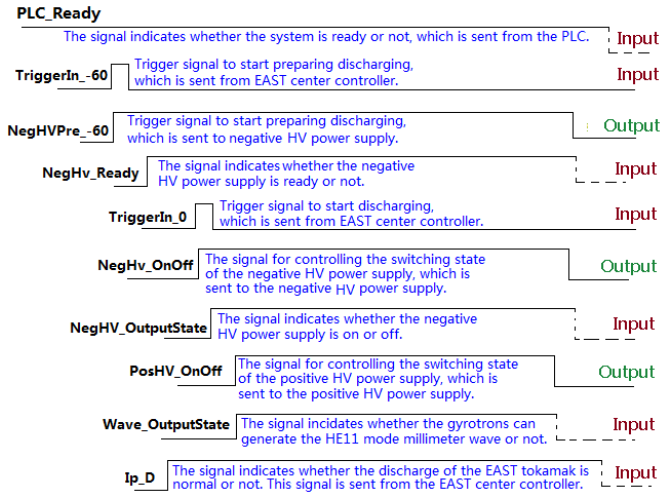 PLC_Ready
The signal indicates whether the system is ready or not, which is sent from the PLC.
Input
TriggerIn_-60
Trigger signal to start preparing discharging,
which is sent from EAST center controller.
Input
NegHVPre_-60
Trigger signal to start preparing discharging,
which is sent to negative HV power supply.
Output
NegHv_Ready
The signal indicates whether the negative
HV power supply is ready or not.
Input
TriggerIn_0
Trigger signal to start discharging,
which is sent from EAST center controller.
Input
NegHv_OnOff
The signal for controlling the switching state
of the negative HV power supply, which is
sent to the negative HV power supply.
Output
NegHV_OutputState
The signal indicates whether the negative
HV power supply is on or off.
Input
PosHV_OnOff
The signal for controlling the switching state
of the positive HV power supply, which is
sent to the positive HV power supply.
Output
Wave_OutputState
The signal incidates whether the gyrotrons can
generate the HE11 mode millimeter wave or not.
Input
Ip_D
The signal indicates whether the discharge of the EAST tokamak is
normal or not. This signal is sent from the EAST center controller.
Input